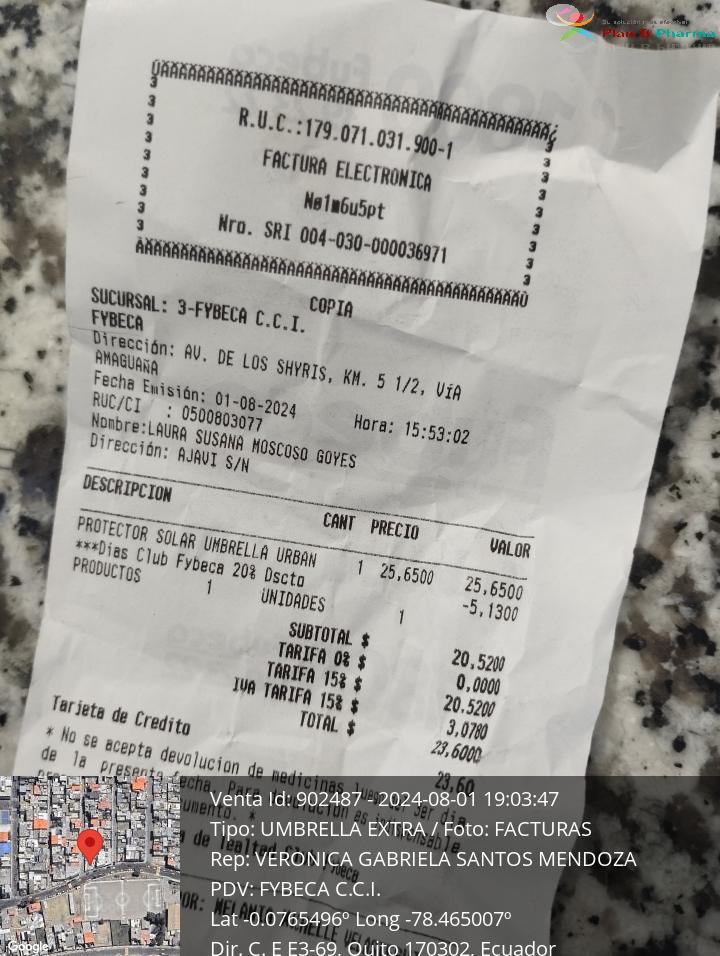 Plan B Pharma
R.U.C.:179.071.031.900-1
FACTURA ELECTRONICA
Nro. SRI 004-030-000036971
COPIA
SUCURSAL: 3-FYBECA C.C.I.
FYBECA
Dirección: AV. DE LOS SHYRIS, KM. 5 1/2, VíA
AMAGUAñA
Fecha Emisión: 01-08-2024 Hora: 15:53:02
RUC/CI : 0500803077
Nombre:LAURA SUSANA MOSCOSO GOYES
Dirección: AJAVI S/N
DESCRIPCION CANT PRECIO VALOR
PROTECTOR SOLAR UMBRELLA URBAN 1 25,6500 25,6500
***Dias Club Fybeca 20% Dscto -5,1300
PRODUCTOS 1 UNIDADES 1
SUBTOTAL $ 20,5200
TARIFA 0% $ 0,0000
TARIFA 15% $ 20,5200
IVA TARIFA 15% $ 3,0780
TOTAL $ 23,6000
Tarjeta de Credito 23,60
* No se acepta devolucion de medicinas
de la presente
Venta Id: 902487 - 2024-08-01 19:03:47
Tipo: UMBRELLA EXTRA / Foto: FACTURAS
Rep: VERONICA GABRIELA SANTOS MENDOZA
PDV: FYBECA C.C.I.
Lat -0.0765496º Long -78.465007º
Dir. C. E E3-69, Quito 170302, Ecuador
Google